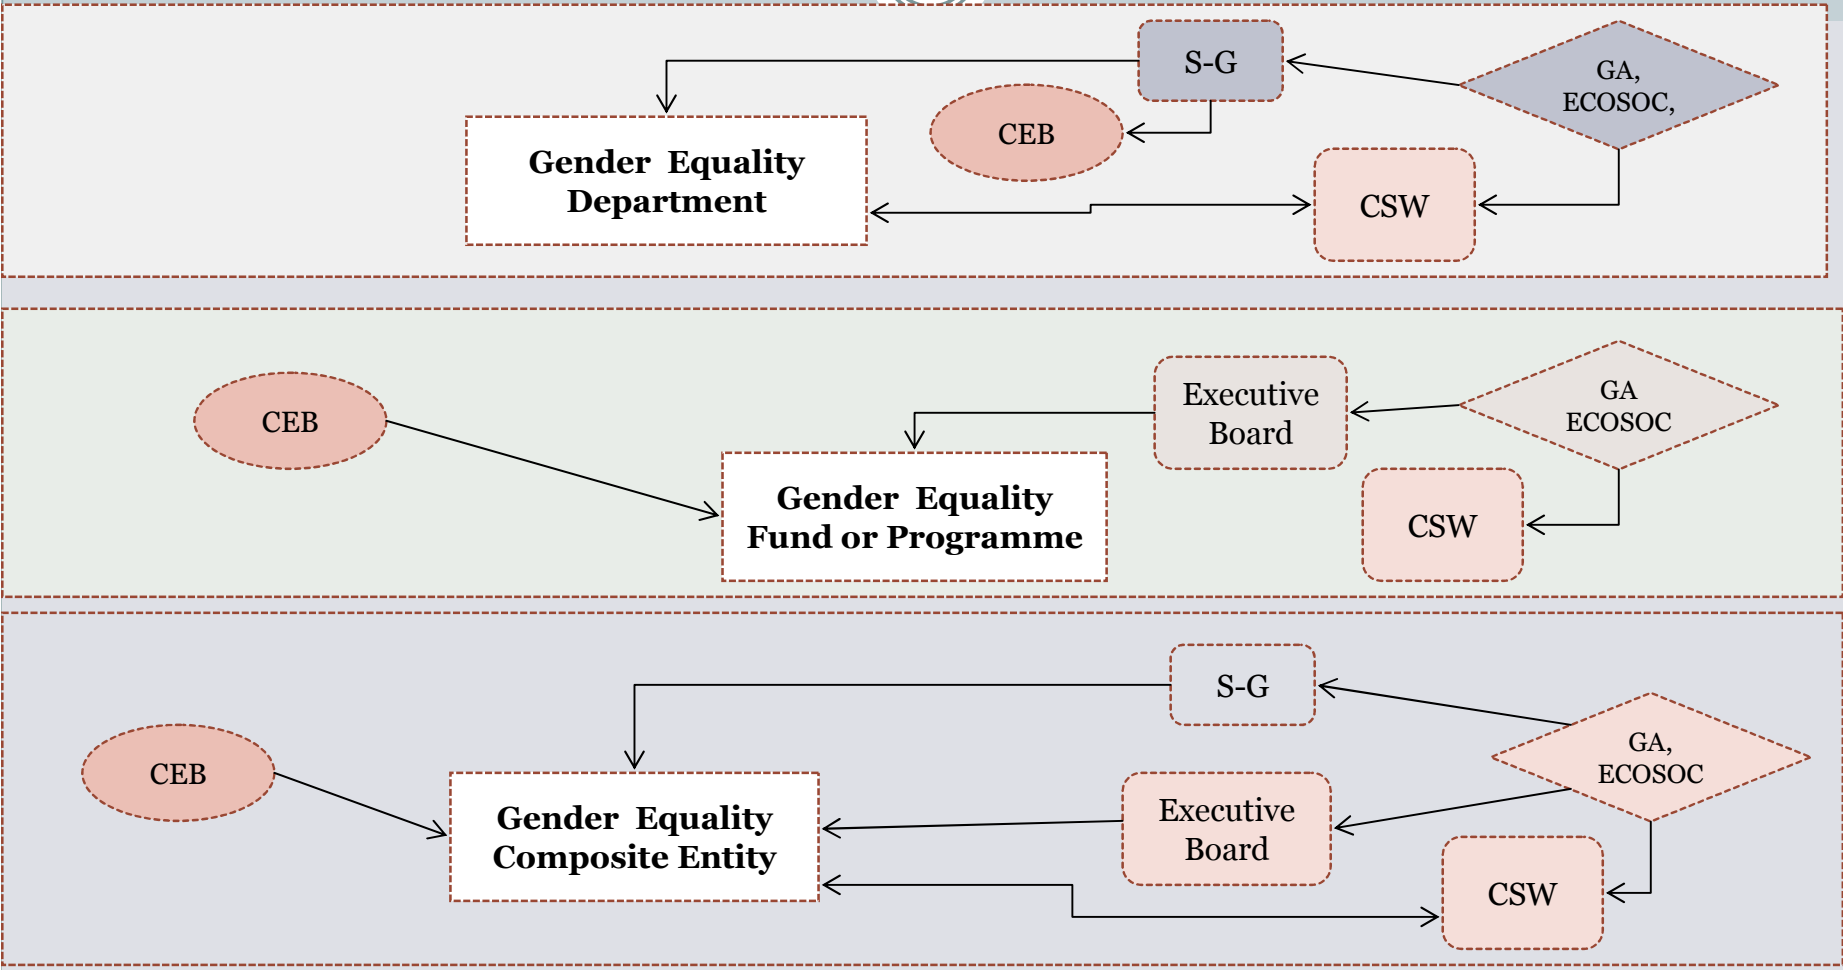 S-G
GA,
ECOSOC,
CEB
Gender Equality
Department
CSW
Executive
Board
GA
ECOSOC
CEB
Gender Equality
Fund or Programme
CSW
S-G
GA,
ECOSOC
CEB
Gender Equality
Composite Entity
Executive
Board
CSW